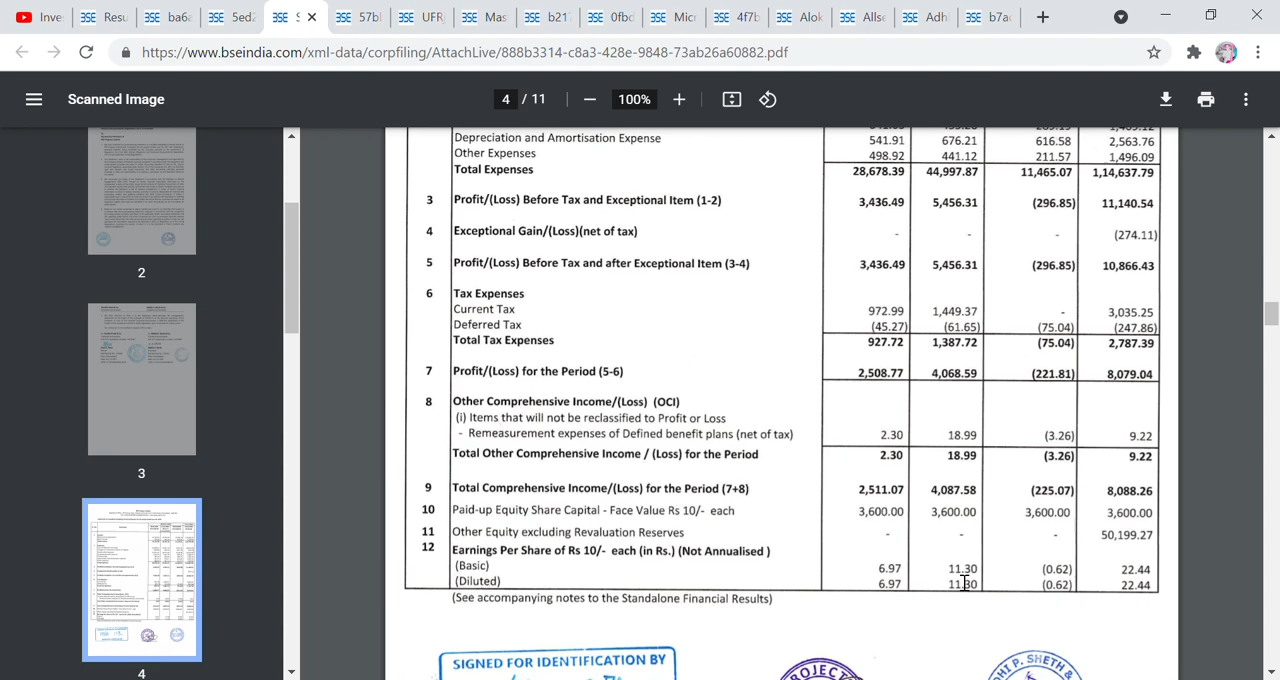 Inve
Resu
ba6a
5ed2
S
57bl
UFRj
Mas
b217
0fbd
Micr
4f7b
Alok
Allse
Adh
b7ac
https://www.bseindia.com/xml-data/corpfiling/AttachLive/888b3314-c8a3-428e-9848-73ab26a60882.pdf
Scanned Image
4 / 11
100%
2
3
4
Depreciation and Amortisation Expense 541.91 676.21 616.58 2,563.76
Other Expenses 498.92 441.12 211.57 1,496.09
Total Expenses 28,678.39 44,997.87 11,465.07 1,14,637.79
3 Profit/(Loss) Before Tax and Exceptional Item (1-2) 3,436.49 5,456.31 (296.85) 11,140.54
4 Exceptional Gain/(Loss)(net of tax) - - - (274.11)
5 Profit/(Loss) Before Tax and after Exceptional Item (3-4) 3,436.49 5,456.31 (296.85) 10,866.43
6 Tax Expenses
Current Tax 972.99 1,449.37 - 3,035.25
Deferred Tax (45.27) (61.65) (75.04) (247.86)
Total Tax Expenses 927.72 1,387.72 (75.04) 2,787.39
7 Profit/(Loss) for the Period (5-6) 2,508.77 4,068.59 (221.81) 8,079.04
8 Other Comprehensive Income/(Loss) (OCI)
(i) Items that will not be reclassified to Profit or Loss
- Remeasurement expenses of Defined benefit plans (net of tax) 2.30 18.99 (3.26) 9.22
Total Other Comprehensive Income / (Loss) for the Period 2.30 18.99 (3.26) 9.22
9 Total Comprehensive Income/(Loss) for the Period (7+8) 2,511.07 4,087.58 (225.07) 8,088.26
10 Paid-up Equity Share Capital - Face Value Rs 10/- each 3,600.00 3,600.00 3,600.00 3,600.00
11 Other Equity excluding Revaluation Reserves - - - 50,199.27
12 Earnings Per Share of Rs 10/- each (in Rs.) (Not Annualised )
(Basic) 6.97 11.30 (0.62) 22.44
(Diluted) 6.97 11.30 (0.62) 22.44
(See accompanying notes to the Standalone Financial Results)
SIGNED FOR IDENTIFICATION BY
ROJEC
HI P. SHETH &